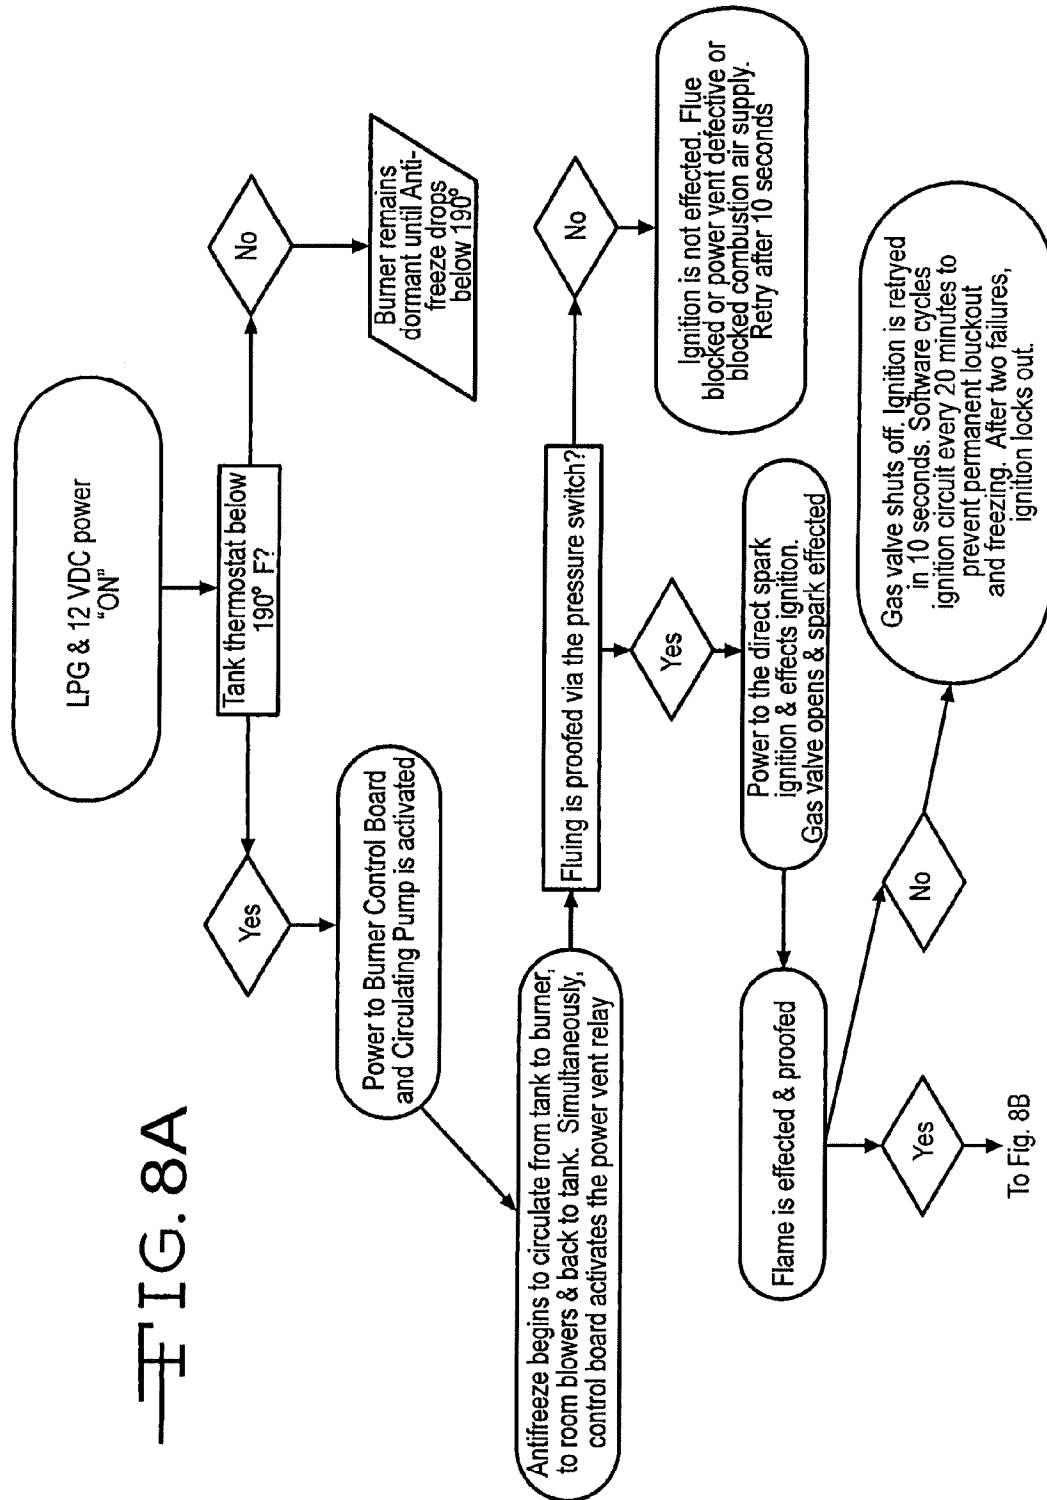 FIG. 8A
LPG & 12 VDC power
“ON”
Tank thermostat below
190° F?
Yes
No
Burner remains
dormant until Anti-
freeze drops
below 190°
Power to Burner Control Board
and Circulating Pump is activated
Antifreeze begins to circulate from tank to burner,
to room blowers & back to tank. Simultaneously,
control board activates the power vent relay
Fluing is proofed via the pressure switch?
No
Ignition is not effected. Flue
blocked or power vent defective or
blocked combustion air supply.
Retry after 10 seconds
Yes
Power to the direct spark
ignition & effects ignition.
Gas valve opens & spark effected
Flame is effected & proofed
No
Gas valve shuts off. Ignition is retryed
in 10 seconds. Software cycles
ignition circuit every 20 minutes to
prevent permanent louckout
and freezing. After two failures,
ignition locks out.
Yes
To Fig. 8B